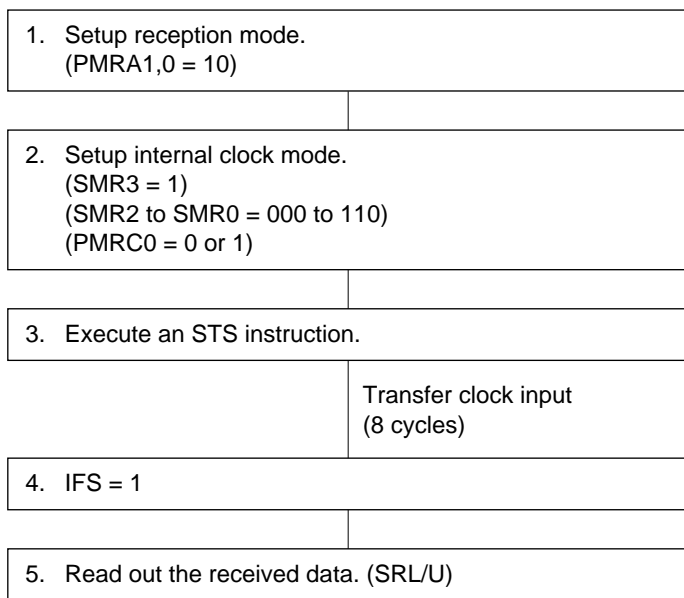 1. Setup reception mode.
(PMRA1,0 = 10)
2. Setup internal clock mode.
(SMR3 = 1)
(SMR2 to SMR0 = 000 to 110)
(PMRC0 = 0 or 1)
3. Execute an STS instruction.
Transfer clock input
(8 cycles)
4. IFS = 1
5. Read out the received data. (SRL/U)